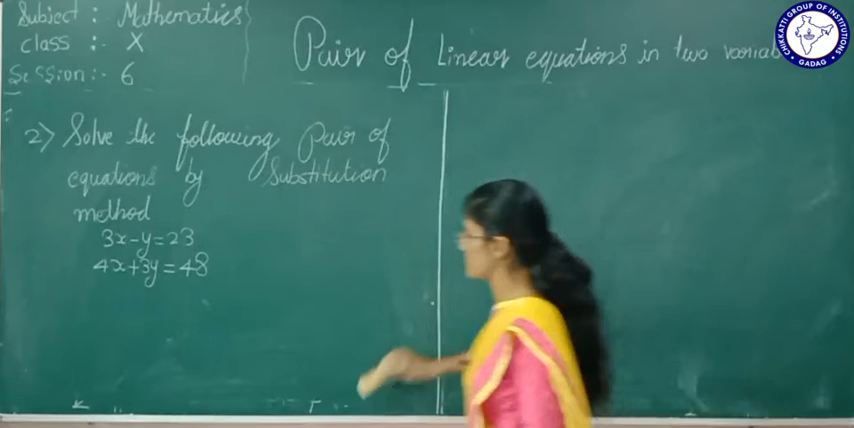 Subject : Mathematics
Class :- X
Session:- 6
Pair of Linear equations in two variab
CHIKKATTI GROUP OF INSTITUTIONS
GADAG
2) Solve the following Pair of
equations by Substitution
method
3x-y=23
4x+3y=48